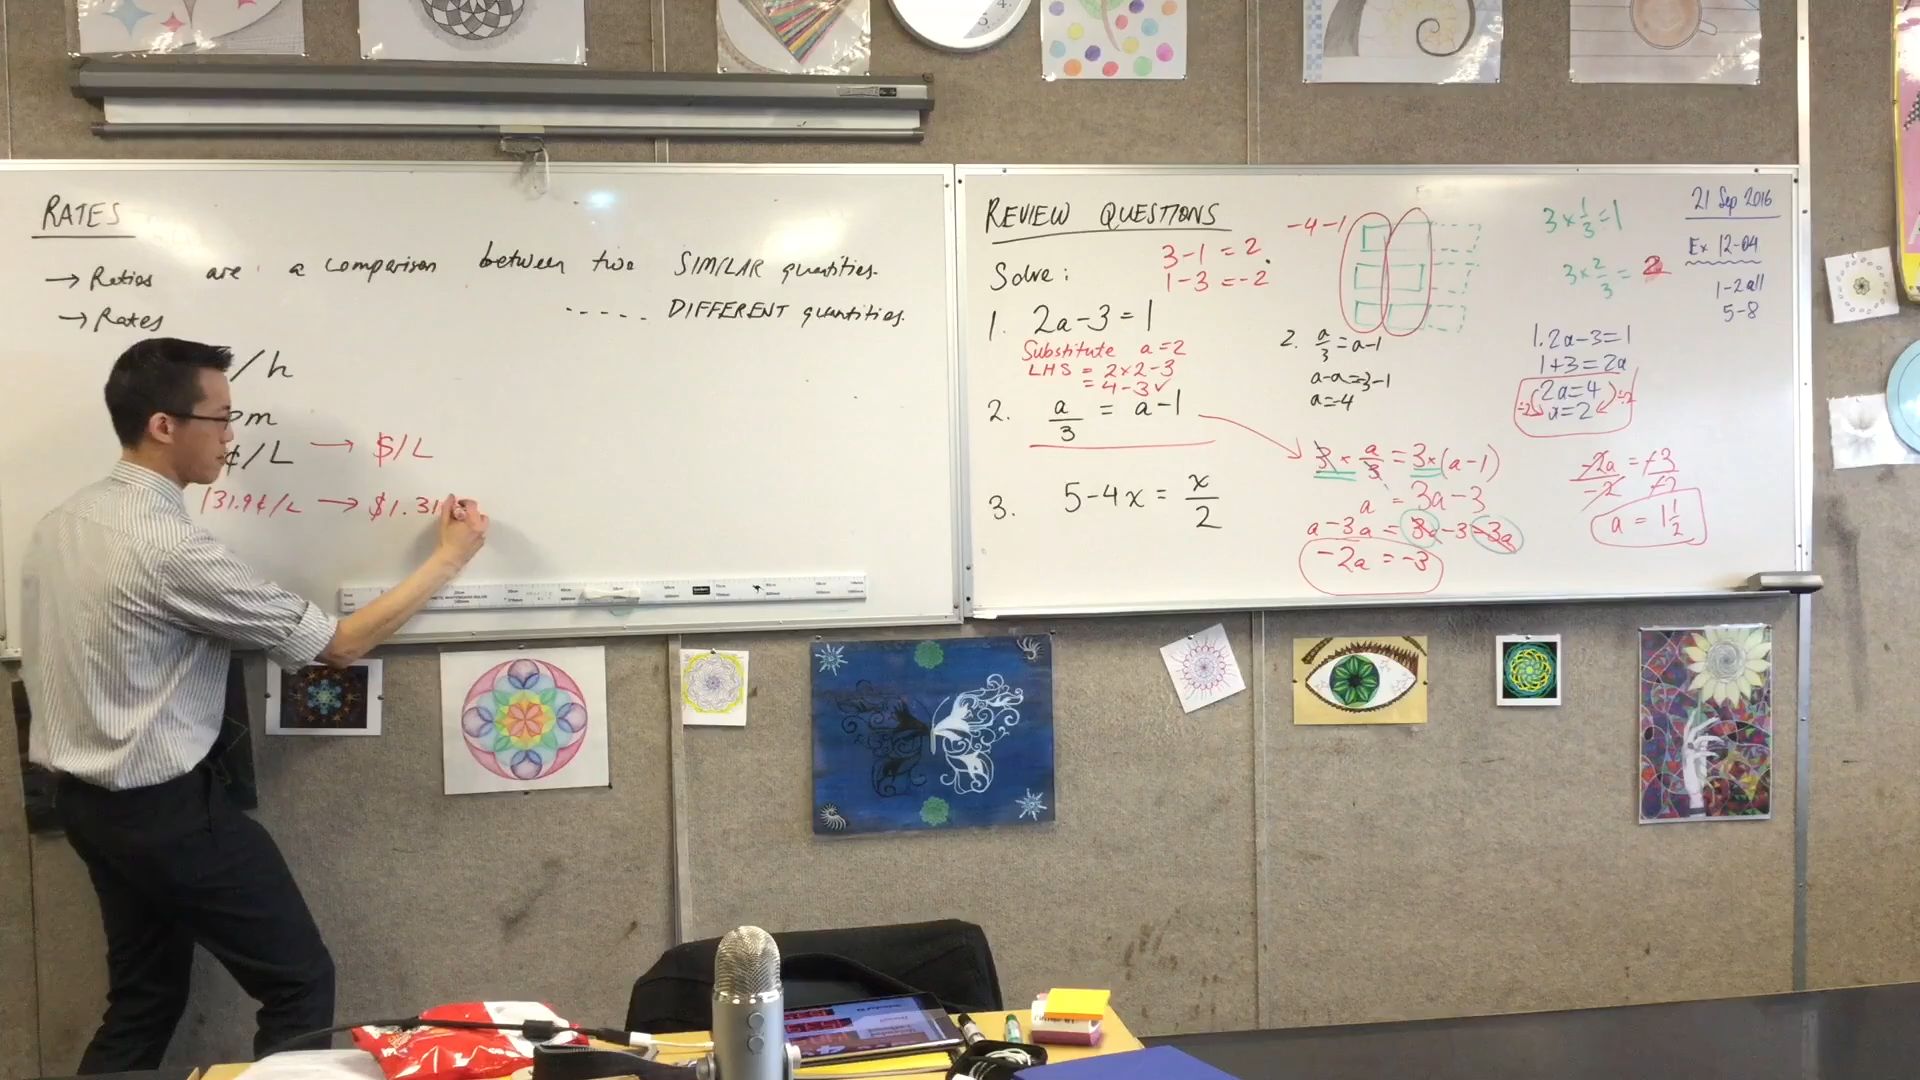 RATES
→ Ratios are a comparison between two SIMILAR quantities.
→ Rates ----- DIFFERENT quantities.
/h
pm
¢/L → $/L
131.9¢/L → $1.31
REVIEW QUESTIONS
Solve:
3-1=2.
1-3=-2
1. 2a-3=1
Substitute a=2
LHS = 2×2-3
= 4-3✓
2. a/3 = a-1
3. 5-4x = x/2
-4-1
2. a/3=a-1
a-a=-3-1
a=-4
3 × a/3 = 3×(a-1)
a = 3a-3
a-3a = 3a-3-3a
-2a = -3
3×1/3=1
3×2/3=2
21 Sep 2016
Ex 12-04
1-2all
5-8
1. 2a-3=1
1+3=2a
÷2 2a=4 ÷2
a=2
-2a/-2 = -3/-2
a = 1 1/2